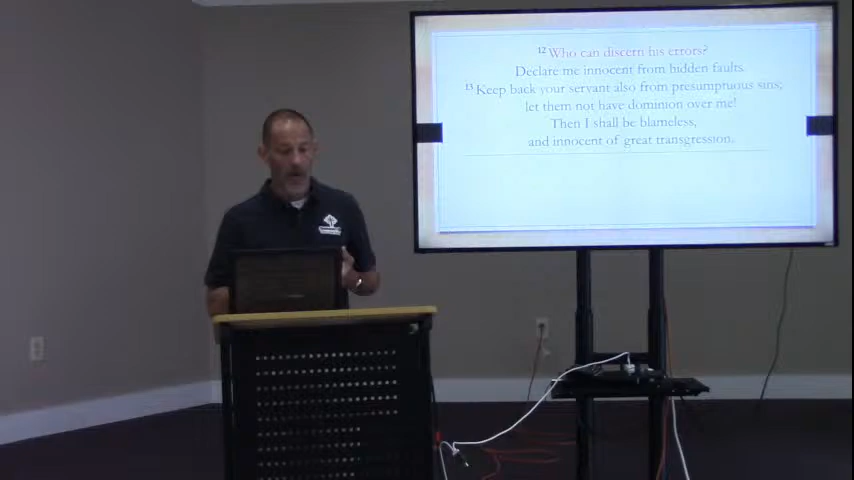 12 Who can discern his errors?
Declare me innocent from hidden faults.
13 Keep back your servant also from presumptuous sins;
let them not have dominion over me!
Then I shall be blameless,
and innocent of great transgression.